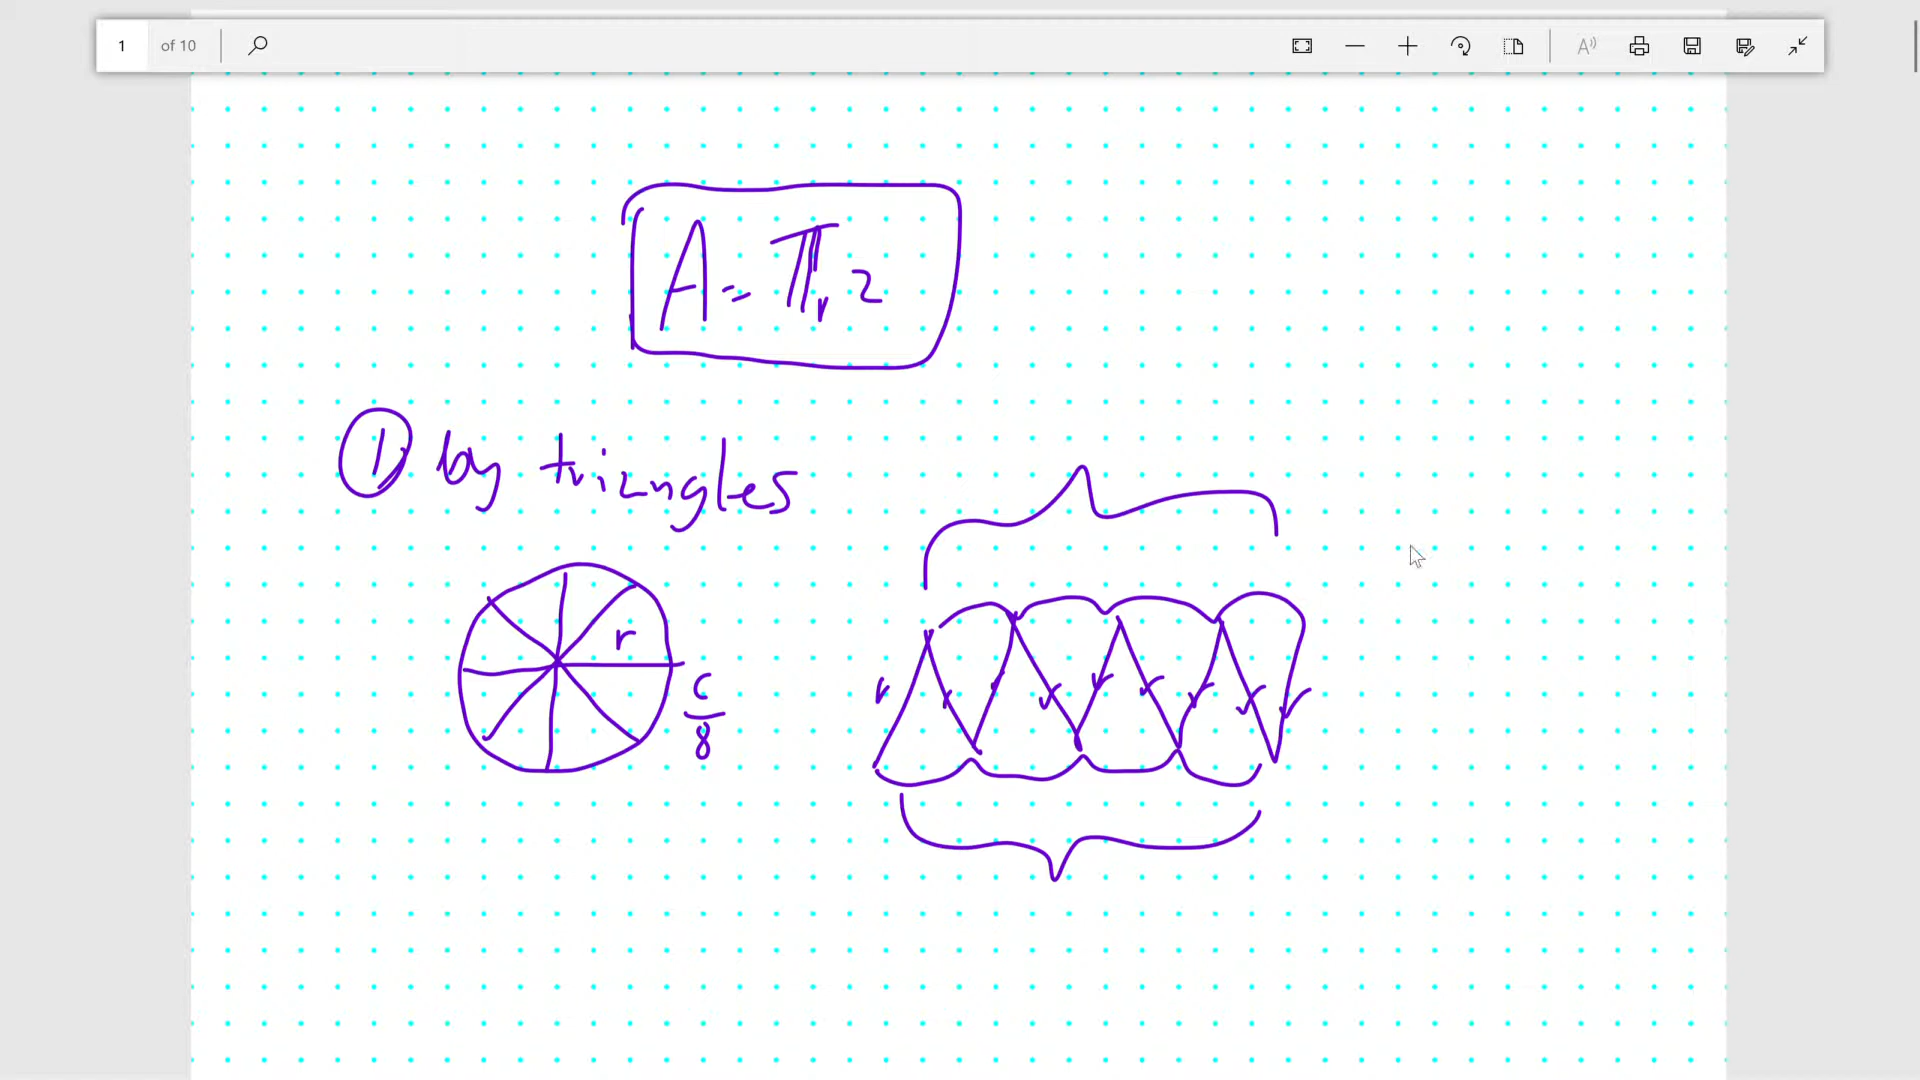 1 of 10
A = πr2
① by triangles
r
C/8
r r r r r r r r r